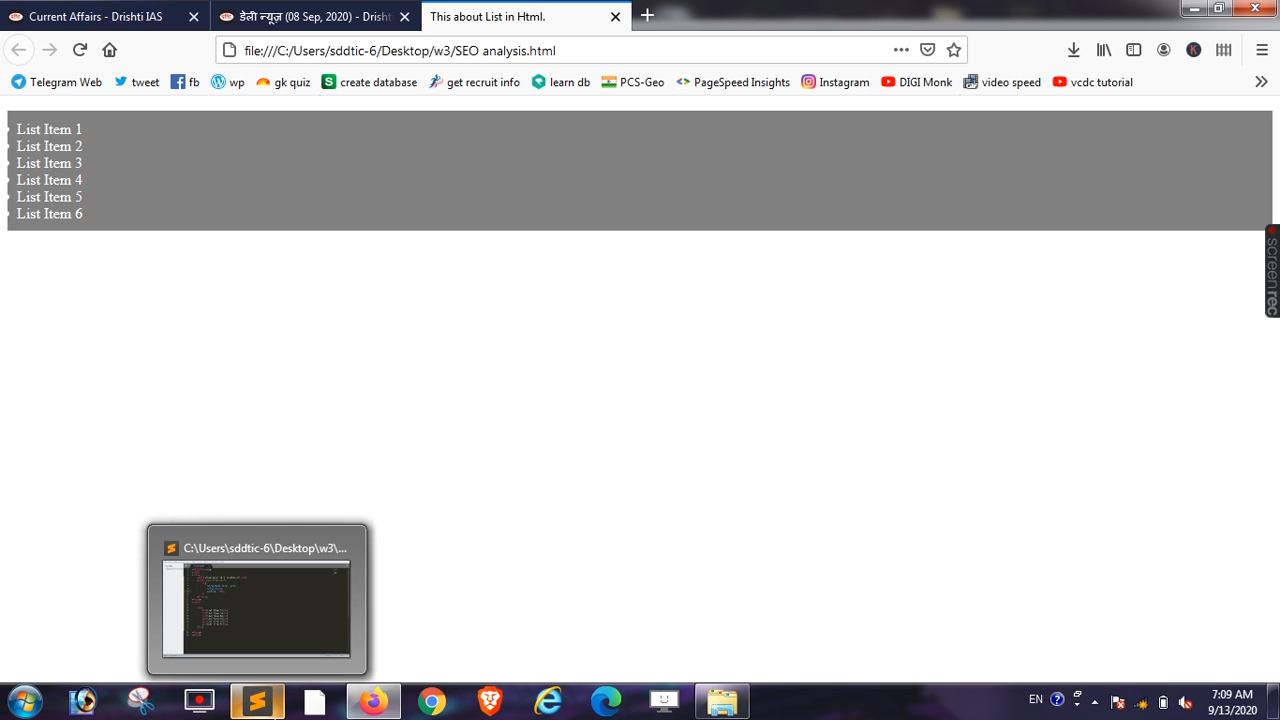 Current Affairs - Drishti IAS
डेली न्यूज़ (08 Sep, 2020) - Drisht
This about List in Html.
file:///C:/Users/sddtic-6/Desktop/w3/SEO analysis.html
K
Telegram Web
tweet
fb
wp
gk quiz
create database
get recruit info
learn db
PCS-Geo
PageSpeed Insights
Instagram
DIGI Monk
video speed
vcdc tutorial
List Item 1
List Item 2
List Item 3
List Item 4
List Item 5
List Item 6
screenrec
C:\Users\sddtic-6\Desktop\w3\...
EN
7:09 AM
9/13/2020